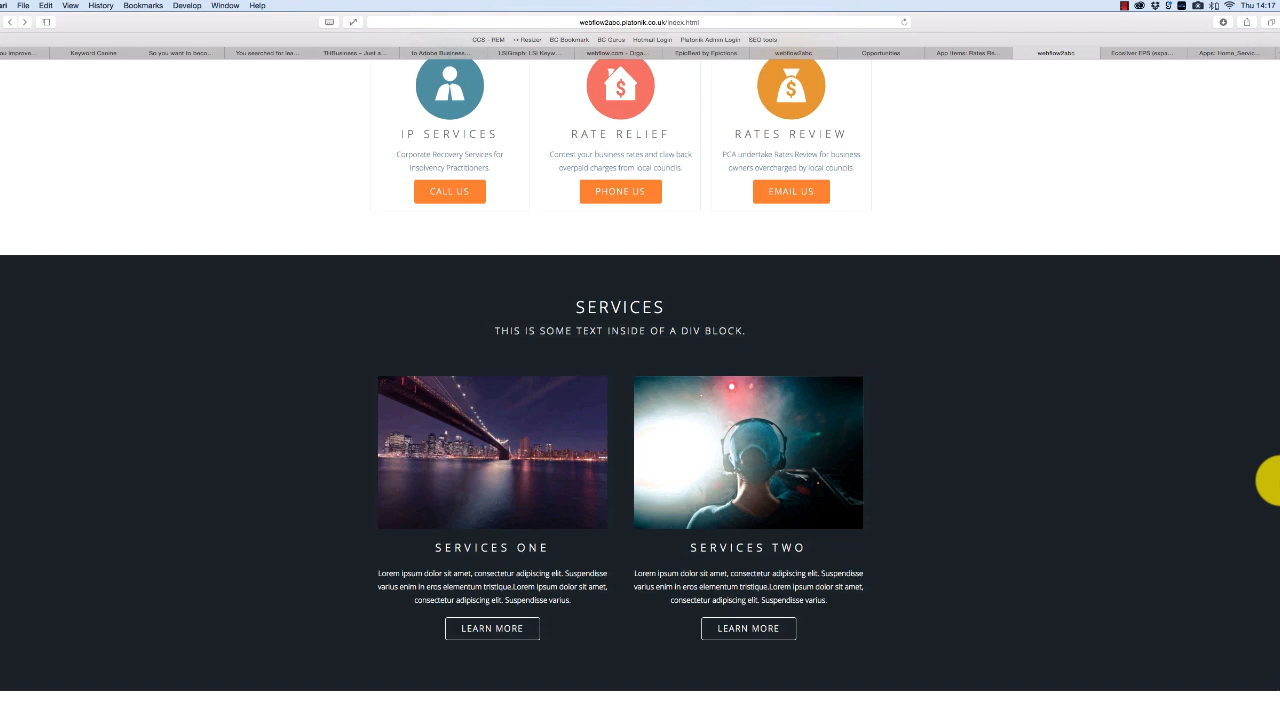 File Edit View History Bookmarks Develop Window Help Thu 14:17
webflow2abc.platonik.co.uk/index.html
CCS - REM ↔ Resizer BC Bookmark BC Gurus Hotmail Login Platonik Admin Login SEO tools
ou improve... Keyword Canine So you want to beco... You searched for lea... THBusiness – Just a... to Adobe Business... LSIGraph: LSI Keyw... webflow.com - Orga... EpicBeat by Epictions webflow2abc Opportunities App Items: Rates Re... webflow2abc Ecosilver EPS (expa... Apps: Home_Servic...
IP SERVICES
Corporate Recovery Services for
Insolvency Practitioners.
CALL US
RATE RELIEF
Contest your business rates and claw back
overpaid charges from local councils.
PHONE US
RATES REVIEW
PCA undertake Rates Review for business
owners overcharged by local councils.
EMAIL US
SERVICES
THIS IS SOME TEXT INSIDE OF A DIV BLOCK.
SERVICES ONE
Lorem ipsum dolor sit amet, consectetur adipiscing elit. Suspendisse
varius enim in eros elementum tristique.Lorem ipsum dolor sit amet,
consectetur adipiscing elit. Suspendisse varius.
LEARN MORE
SERVICES TWO
Lorem ipsum dolor sit amet, consectetur adipiscing elit. Suspendisse
varius enim in eros elementum tristique.Lorem ipsum dolor sit amet,
consectetur adipiscing elit. Suspendisse varius.
LEARN MORE